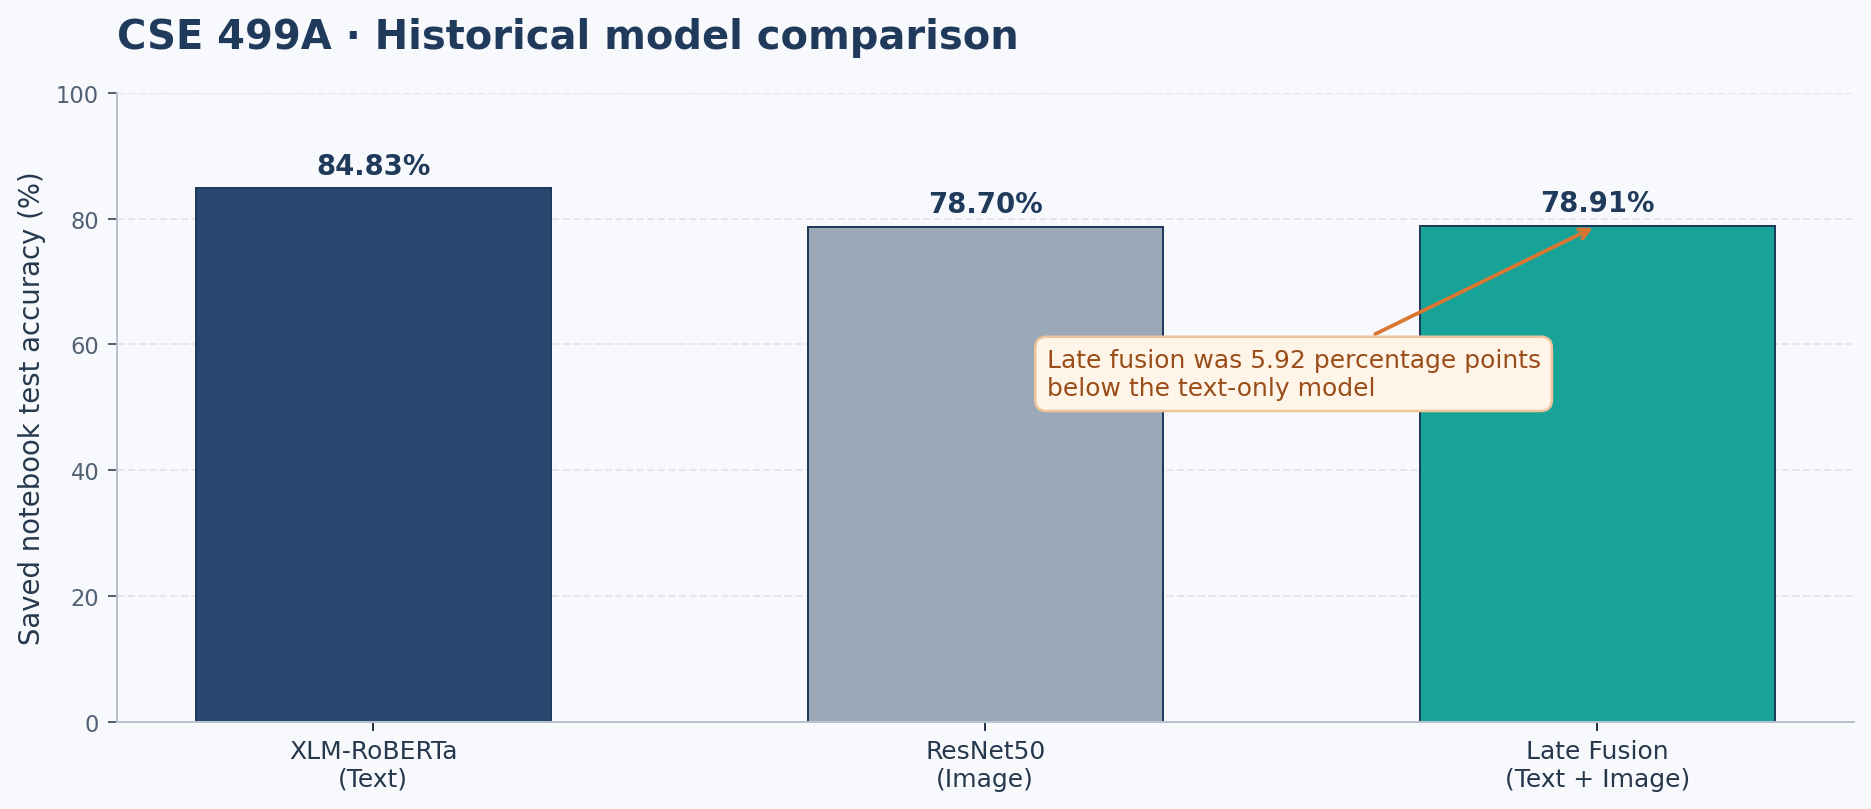 CSE 499A · Historical model comparison
Saved notebook test accuracy (%)
100
80
60
40
20
0
84.83%
78.70%
78.91%
Late fusion was 5.92 percentage points
below the text-only model
XLM-RoBERTa
(Text)
ResNet50
(Image)
Late Fusion
(Text + Image)